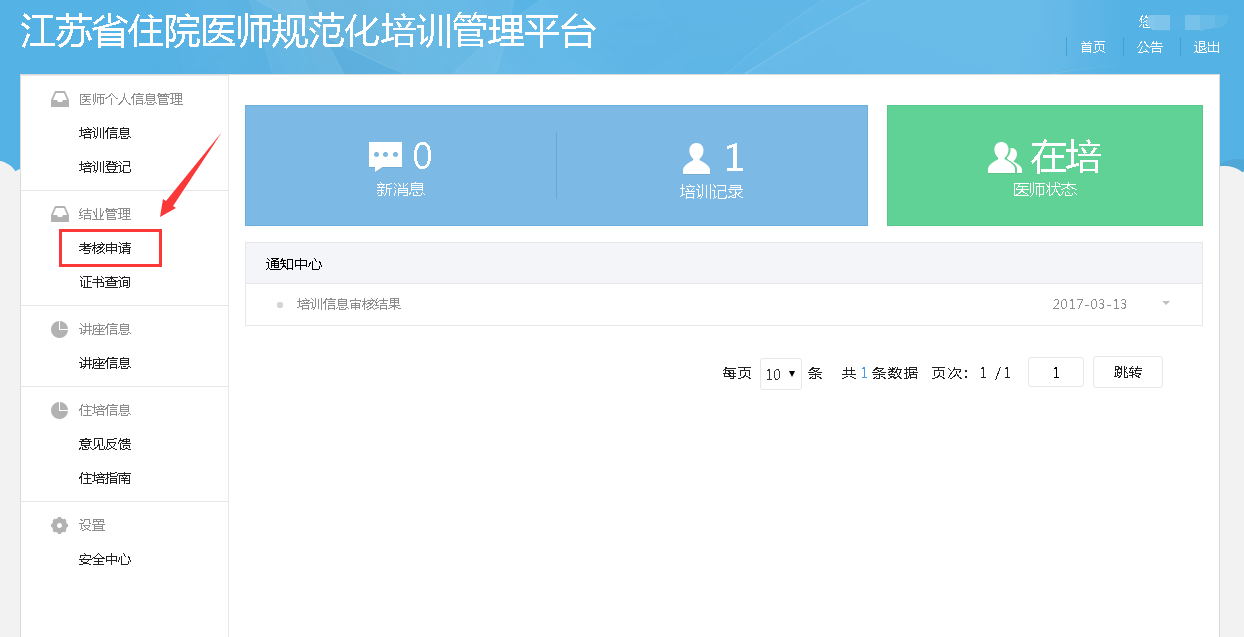 江苏省住院医师规范化培训管理平台
您
首页 公告 退出
医师个人信息管理
培训信息
培训登记
结业管理
考核申请
证书查询
讲座信息
讲座信息
住培信息
意见反馈
住培指南
设置
安全中心
0
新消息
1
培训记录
在培
医师状态
通知中心
培训信息审核结果 2017-03-13
每页 10 条 共 1 条数据 页次：1 /1 1 跳转